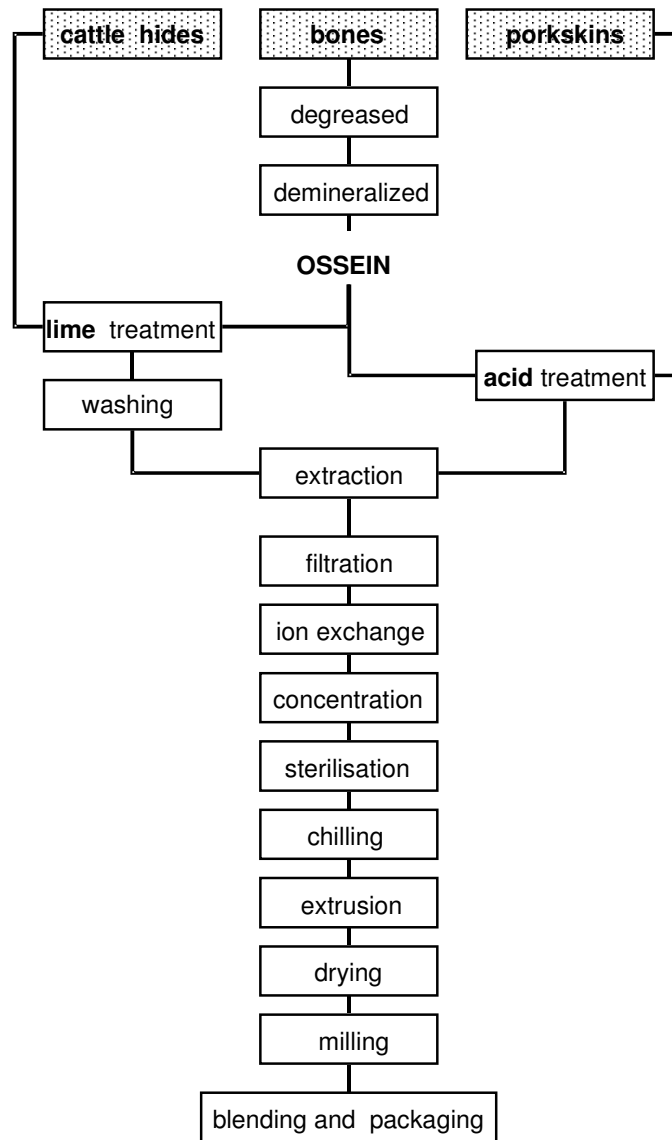 cattle hides
bones
porkskins
degreased
demineralized
OSSEIN
lime treatment
acid treatment
washing
extraction
filtration
ion exchange
concentration
sterilisation
chilling
extrusion
drying
milling
blending and packaging